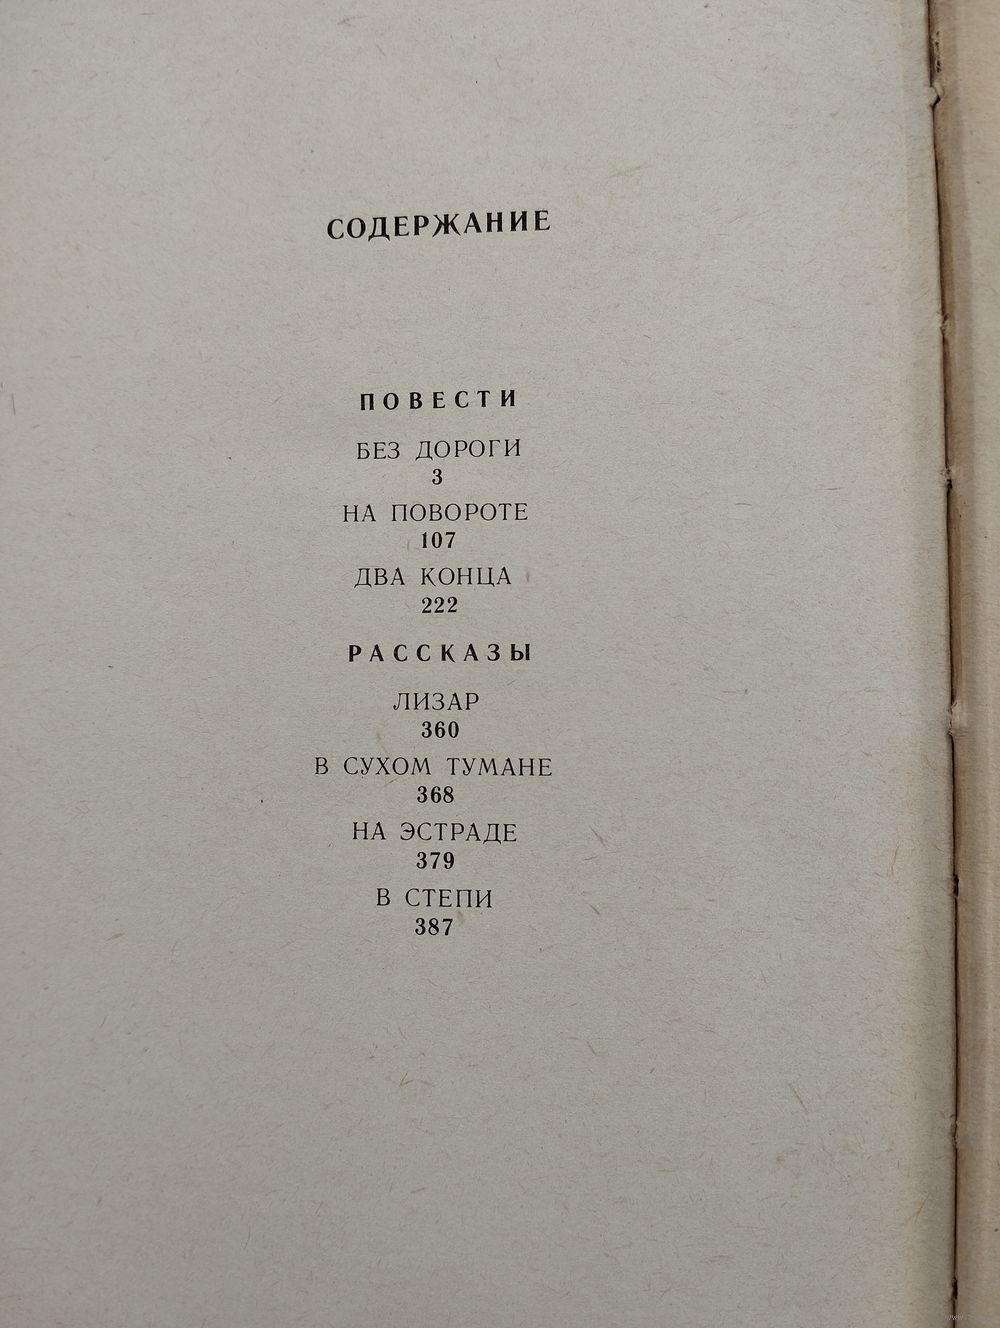 СОДЕРЖАНИЕ
ПОВЕСТИ
БЕЗ ДОРОГИ
3
НА ПОВОРОТЕ
107
ДВА КОНЦА
222
РАССКАЗЫ
ЛИЗАР
360
В СУХОМ ТУМАНЕ
368
НА ЭСТРАДЕ
379
В СТЕПИ
387